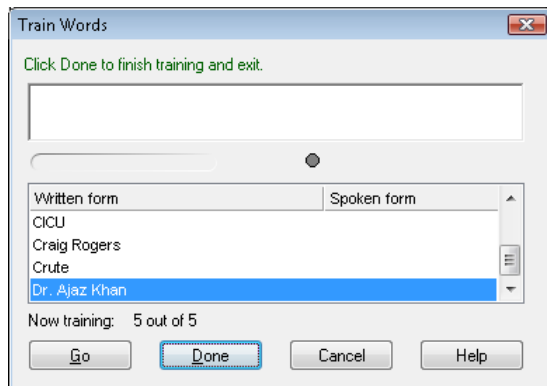 Train Words
Click Done to finish training and exit.
Written form Spoken form
CICU
Craig Rogers
Crute
Dr. Ajaz Khan
Now training: 5 out of 5
Go Done Cancel Help